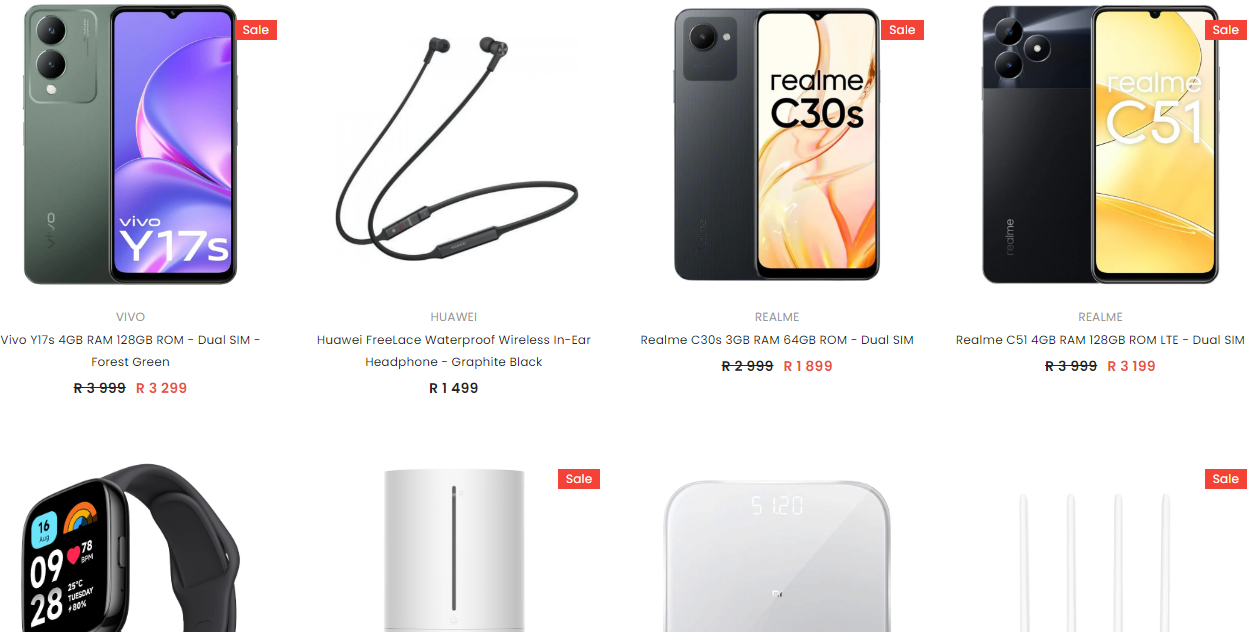 Sale
vivo
vivo
Y17s
VIVO
Vivo Y17s 4GB RAM 128GB ROM - Dual SIM -
Forest Green
R 3 999 R 3 299
HUAWEI
Huawei FreeLace Waterproof Wireless In-Ear
Headphone - Graphite Black
R 1 499
Sale
realme
C30s
REALME
Realme C30s 3GB RAM 64GB ROM - Dual SIM
R 2 999 R 1 899
Sale
realme
C51
realme
REALME
Realme C51 4GB RAM 128GB ROM LTE - Dual SIM
R 3 999 R 3 199
16
Aug
78
BPM
09
28
25°C
TUESDAY
80%
Sale
51.20
Sale